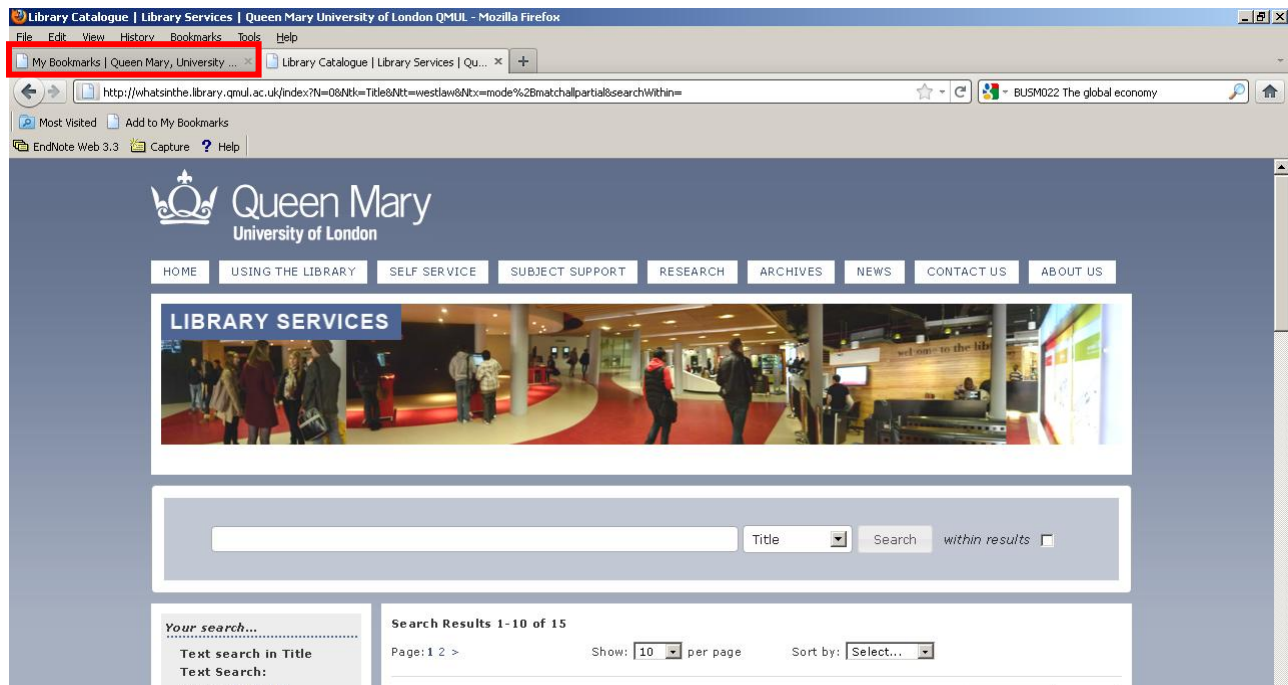 Library Catalogue | Library Services | Queen Mary University of London QMUL - Mozilla Firefox
File Edit View History Bookmarks Tools Help
My Bookmarks | Queen Mary, University ... Library Catalogue | Library Services | Qu...
http://whatsinthe.library.qmul.ac.uk/index?N=0&Ntk=Title&Ntt=westlaw&Ntx=mode%2Bmatchallpartial&searchWithin= BUSM022 The global economy
Most Visited Add to My Bookmarks
EndNote Web 3.3 Capture ? Help
Queen Mary
University of London
HOME USING THE LIBRARY SELF SERVICE SUBJECT SUPPORT RESEARCH ARCHIVES NEWS CONTACT US ABOUT US
LIBRARY SERVICES
welcome to the lib
Title Search within results
Your search...
Text search in Title
Text Search:
Search Results 1-10 of 15
Page: 1 2 > Show: 10 per page Sort by: Select...